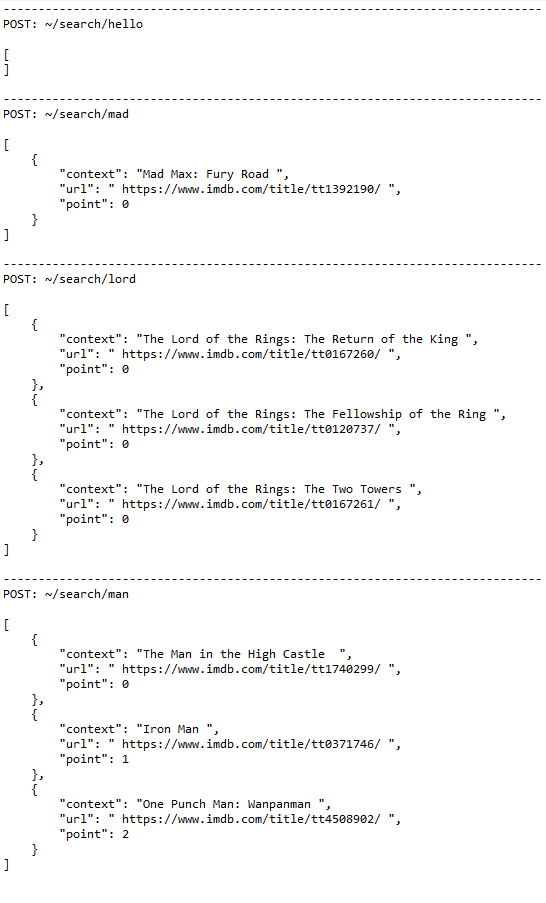 -----------------------------------------------------------------------------
POST: ~/search/hello

[
]

-----------------------------------------------------------------------------
POST: ~/search/mad

[
    {
        "context": "Mad Max: Fury Road ",
        "url": " https://www.imdb.com/title/tt1392190/ ",
        "point": 0
    }
]

-----------------------------------------------------------------------------
POST: ~/search/lord

[
    {
        "context": "The Lord of the Rings: The Return of the King ",
        "url": " https://www.imdb.com/title/tt0167260/ ",
        "point": 0
    },
    {
        "context": "The Lord of the Rings: The Fellowship of the Ring ",
        "url": " https://www.imdb.com/title/tt0120737/ ",
        "point": 0
    },
    {
        "context": "The Lord of the Rings: The Two Towers ",
        "url": " https://www.imdb.com/title/tt0167261/ ",
        "point": 0
    }
]

-----------------------------------------------------------------------------
POST: ~/search/man

[
    {
        "context": "The Man in the High Castle  ",
        "url": " https://www.imdb.com/title/tt1740299/ ",
        "point": 0
    },
    {
        "context": "Iron Man ",
        "url": " https://www.imdb.com/title/tt0371746/ ",
        "point": 1
    },
    {
        "context": "One Punch Man: Wanpanman ",
        "url": " https://www.imdb.com/title/tt4508902/ ",
        "point": 2
    }
]